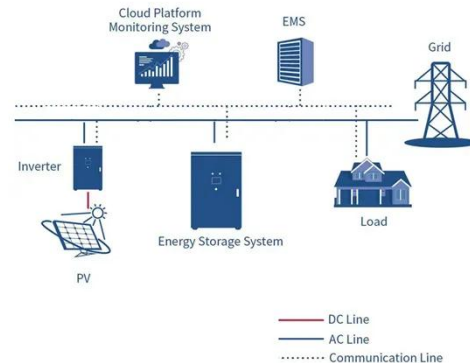 Cloud Platform
Monitoring System
EMS
Grid
Inverter
Energy Storage System
Load
PV
DC Line
AC Line
Communication Line